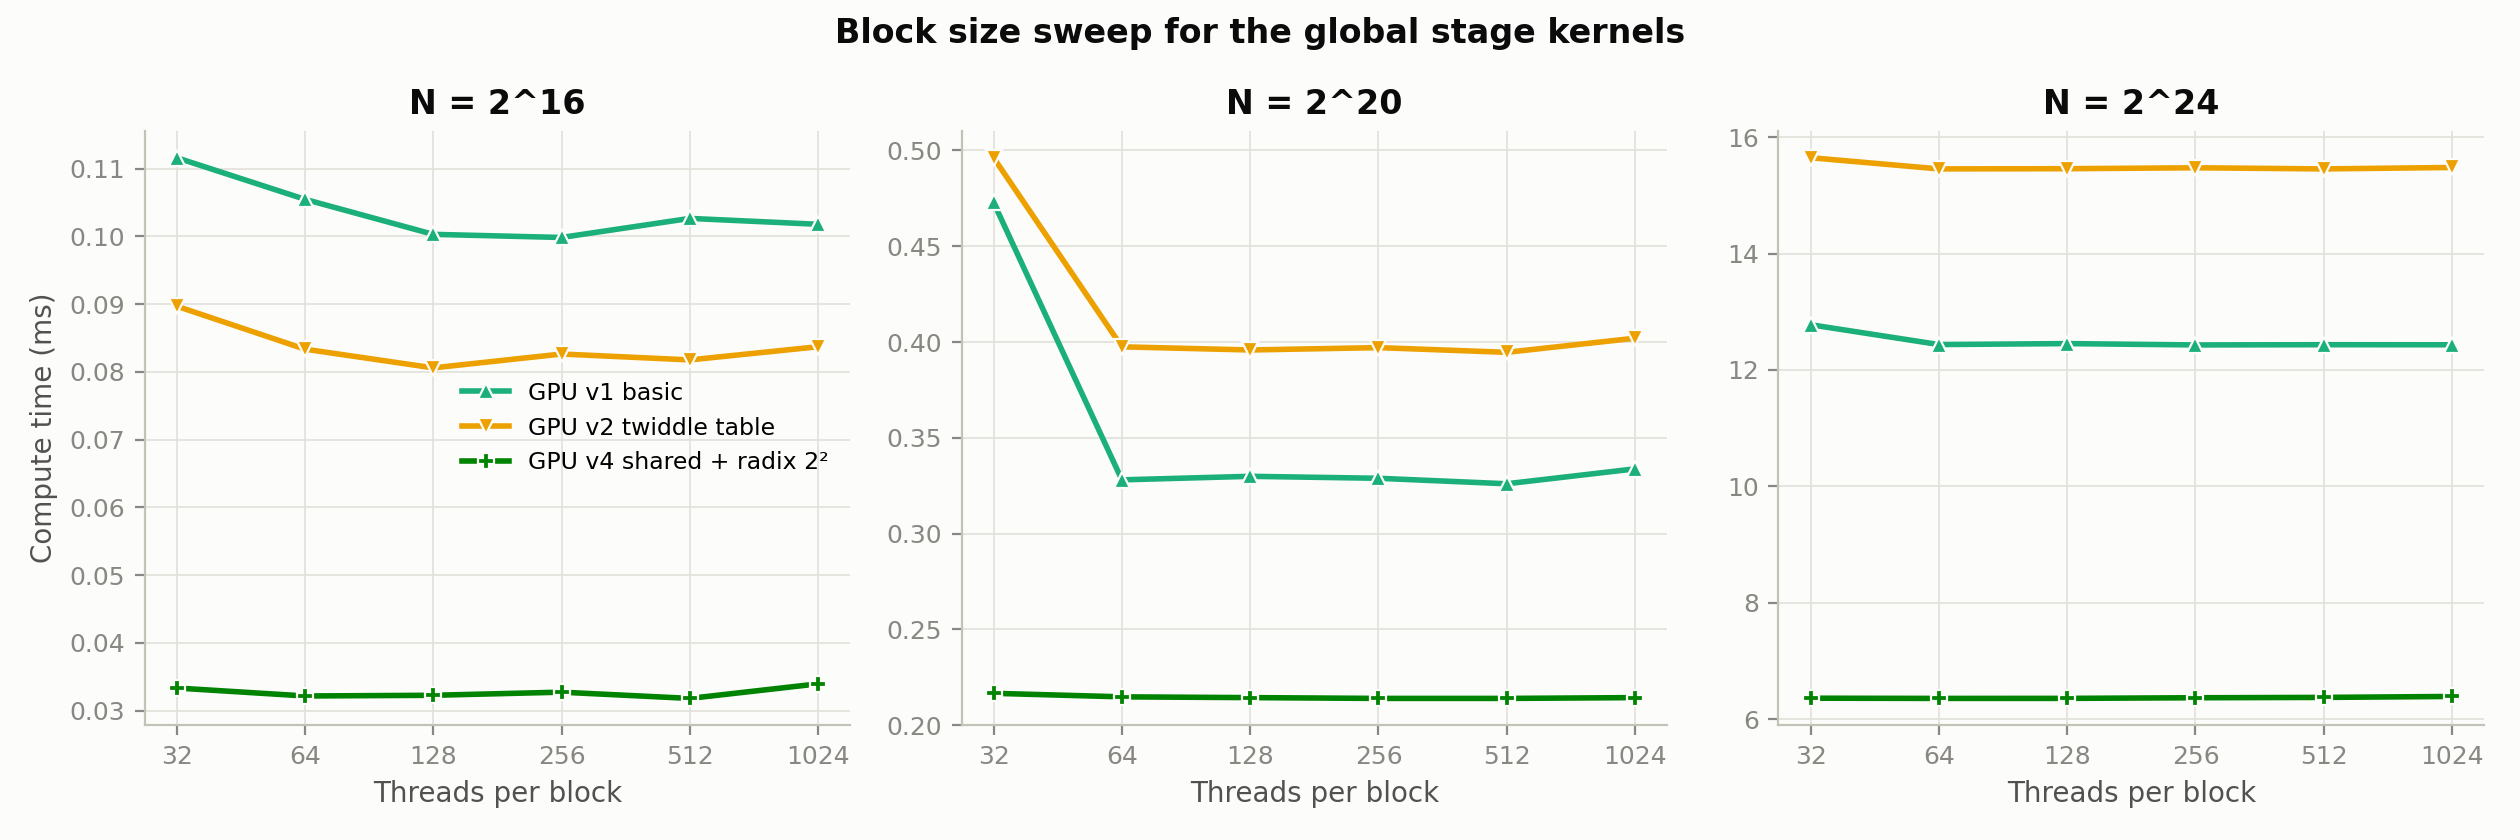 Block size sweep for the global stage kernels
N = 2^16
Compute time (ms)
0.11
0.10
0.09
0.08
0.07
0.06
0.05
0.04
0.03
GPU v1 basic
GPU v2 twiddle table
GPU v4 shared + radix 2²
32 64 128 256 512 1024
Threads per block
N = 2^20
0.50
0.45
0.40
0.35
0.30
0.25
0.20
32 64 128 256 512 1024
Threads per block
N = 2^24
16
14
12
10
8
6
32 64 128 256 512 1024
Threads per block